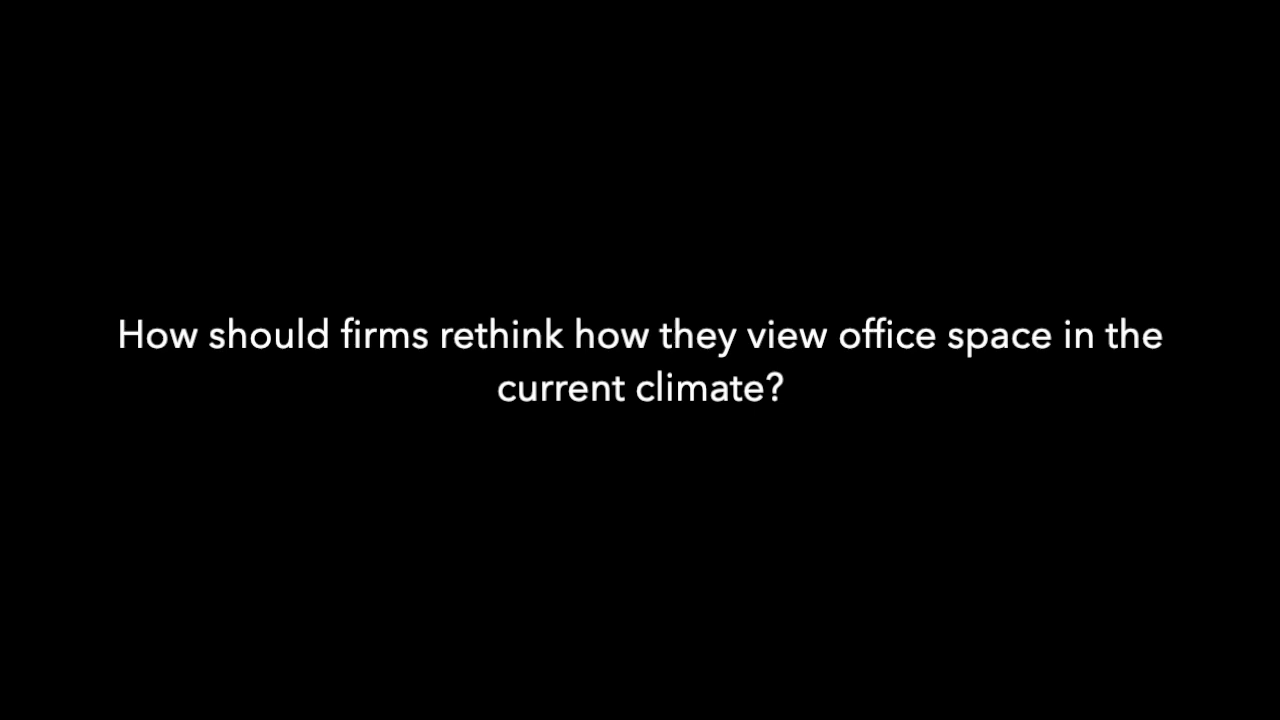 How should firms rethink how they view office space in the
current climate?